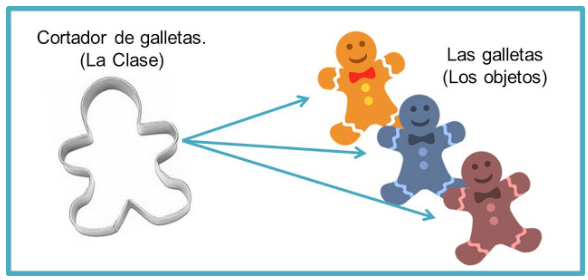 Cortador de galletas.
(La Clase)
Las galletas
(Los objetos)